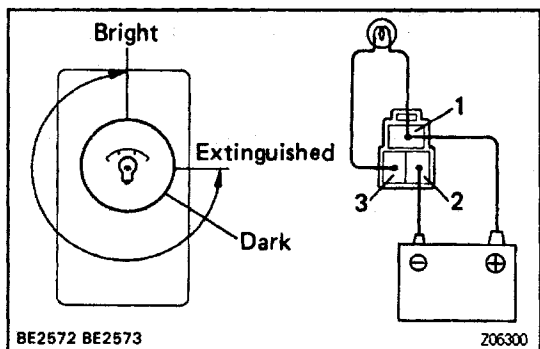 Bright
Extinguished
Dark
1
3 2
⊖ ⊕
BE2572 BE2573
Z06300